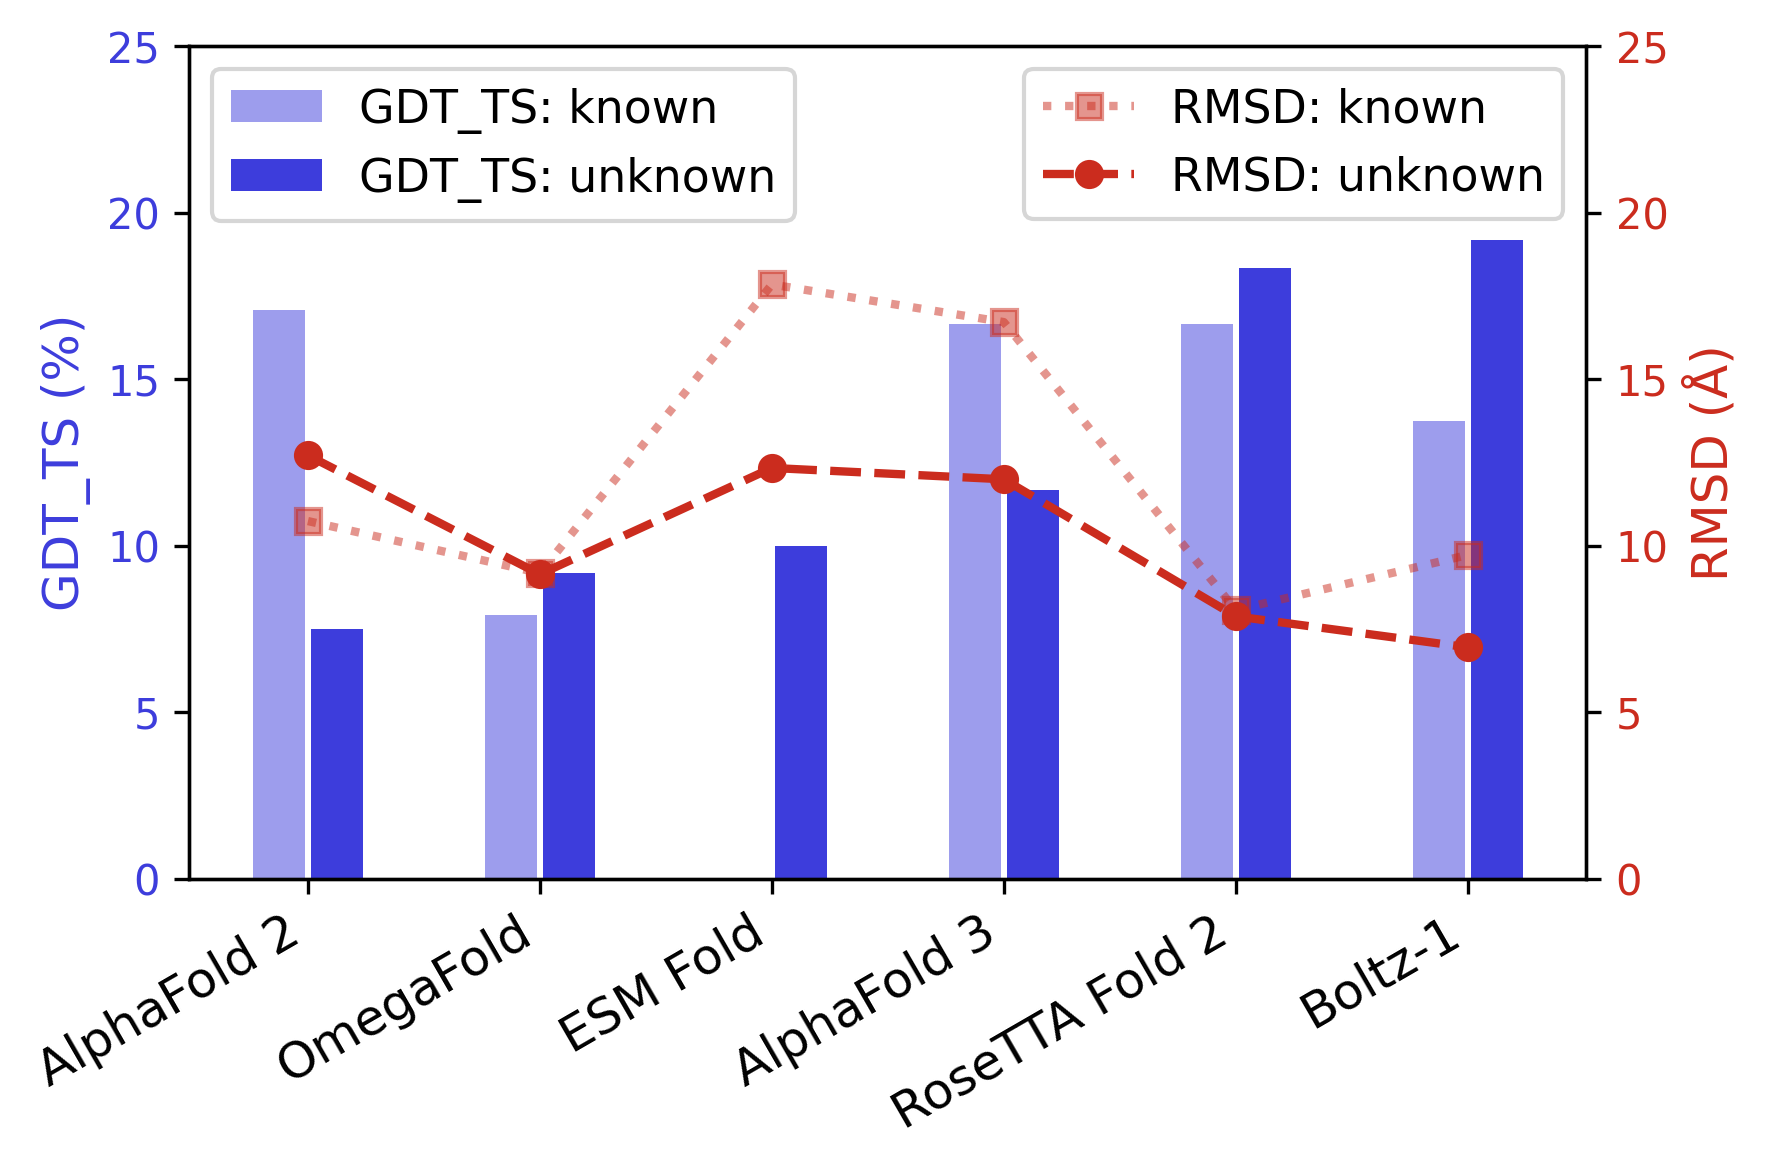 GDT_TS: known
GDT_TS: unknown
RMSD: known
RMSD: unknown
GDT_TS (%)
25
20
15
10
5
0
25
20
15
10
5
0
RMSD (Å)
AlphaFold 2
OmegaFold
ESM Fold
AlphaFold 3
RoseTTA Fold 2
Boltz-1